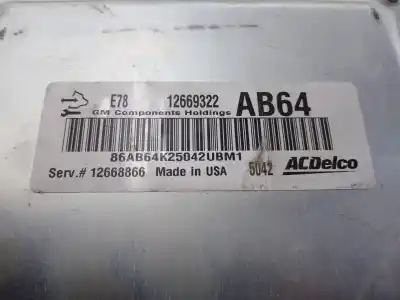 E78 12669322 AB64
GM Components Holdings
86AB64K25042UBM1
Serv.# 12668866 Made in USA 5042 ACDelco